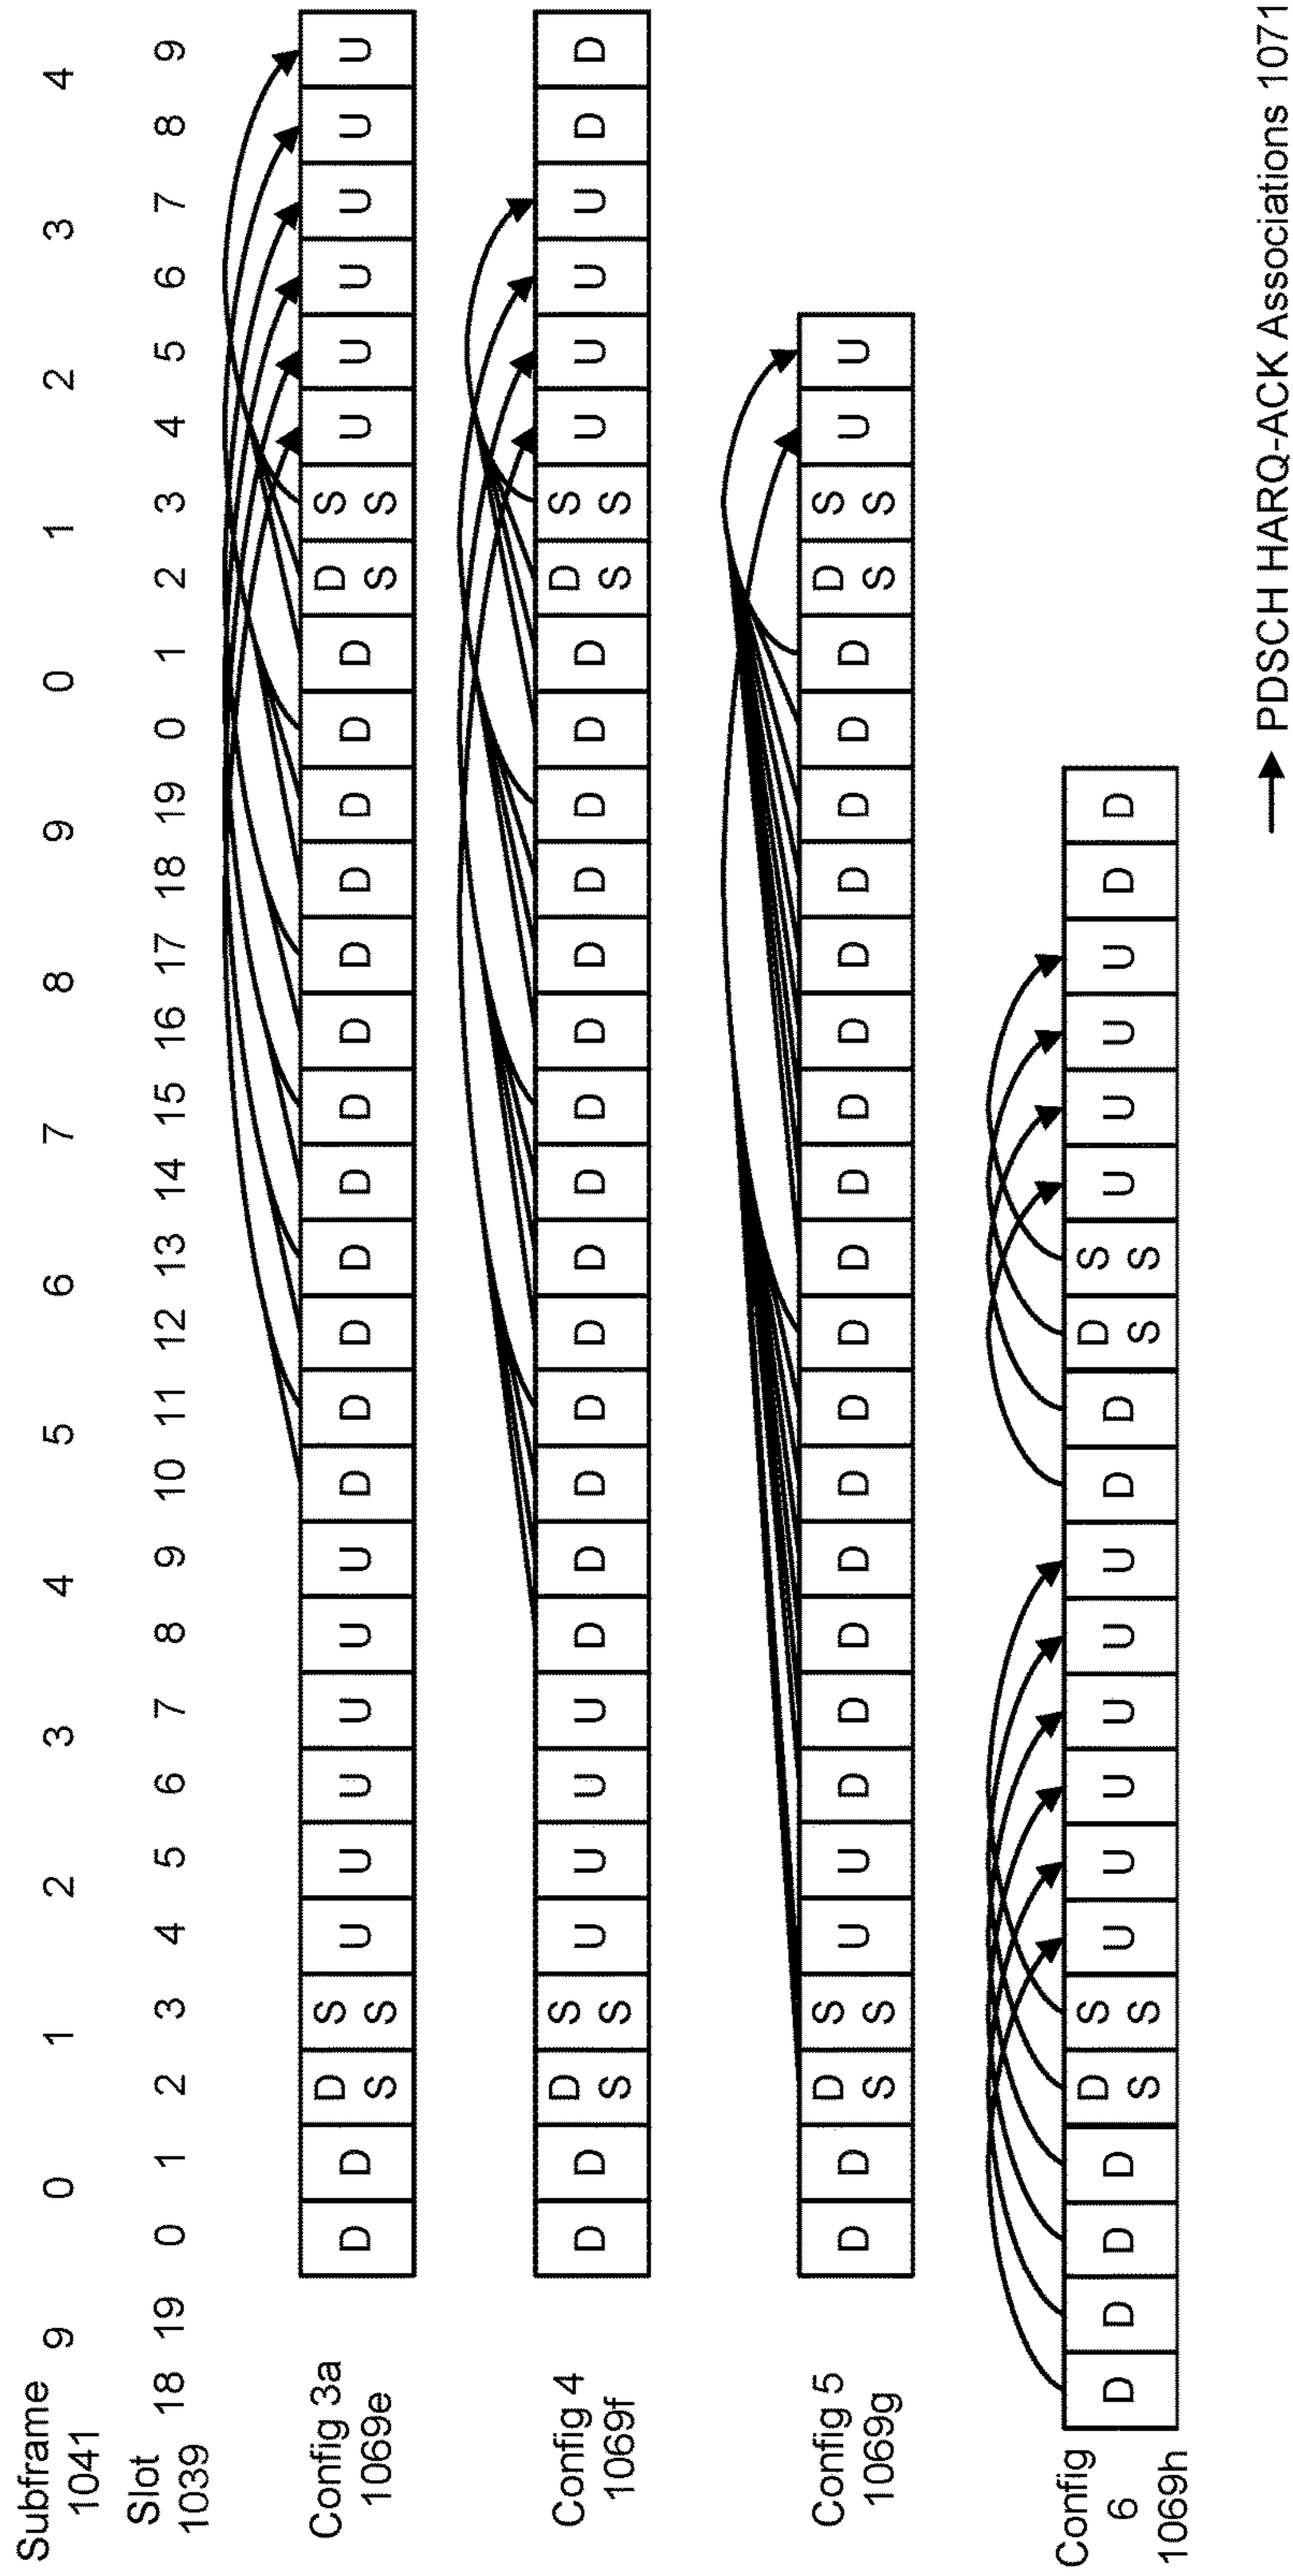 Subframe 9 0 1 2 3 4 5 6 7 8 9 0 1 2 3 4
1041
Slot 18 19 0 1 2 3 4 5 6 7 8 9 10 11 12 13 14 15 16 17 18 19 0 1 2 3 4 5 6 7 8 9
1039
Config 3a D D D S U U U U U U D D D D D D D D D D D D D S U U U U U U
1069e S S S S
Config 4 D D D S U U U U D D D D D D D D D D D D D D D S U U U U D D
1069f S S S S
Config 5 D D D S U U D D D D D D D D D D D D D D D D D S U U
1069g S S S S
Config D D D D D S U U U U U U D D D S U U U U D D
6 S S S S
1069h
PDSCH HARQ-ACK Associations 1071